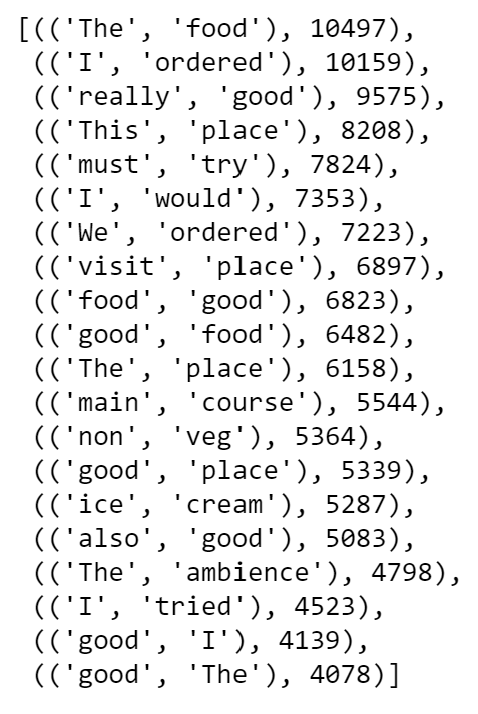 [(('The', 'food'), 10497),
(('I', 'ordered'), 10159),
(('really', 'good'), 9575),
(('This', 'place'), 8208),
(('must', 'try'), 7824),
(('I', 'would'), 7353),
(('We', 'ordered'), 7223),
(('visit', 'place'), 6897),
(('food', 'good'), 6823),
(('good', 'food'), 6482),
(('The', 'place'), 6158),
(('main', 'course'), 5544),
(('non', 'veg'), 5364),
(('good', 'place'), 5339),
(('ice', 'cream'), 5287),
(('also', 'good'), 5083),
(('The', 'ambience'), 4798),
(('I', 'tried'), 4523),
(('good', 'I'), 4139),
(('good', 'The'), 4078)]